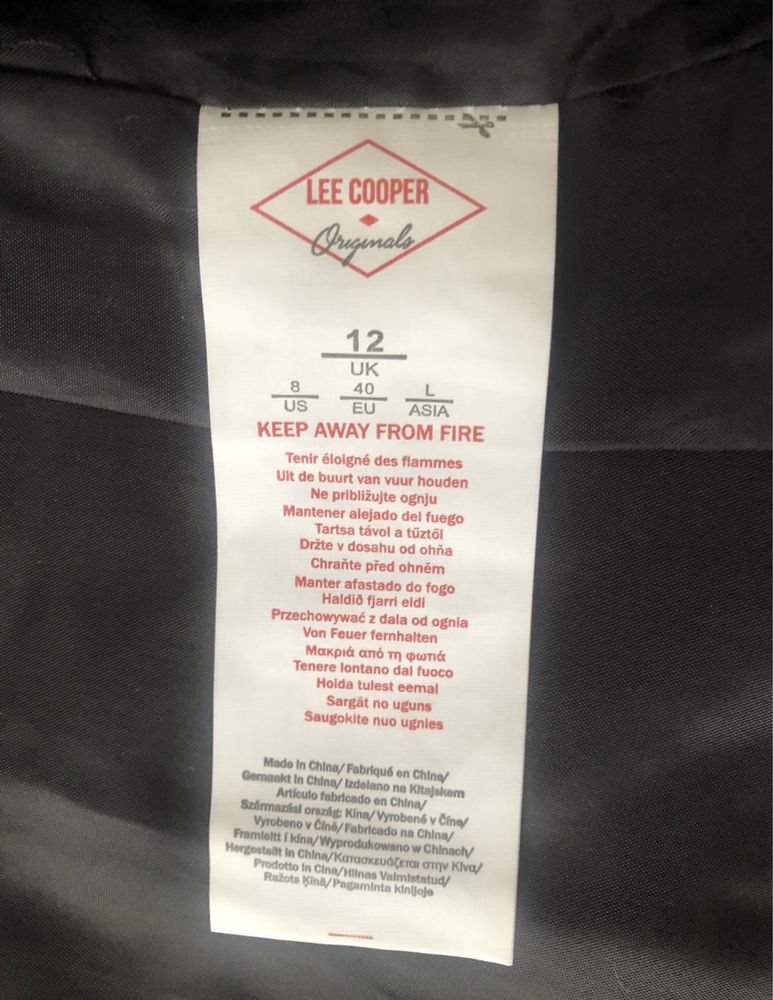 LEE COOPER
Originals
12
UK
8 40 L
US EU ASIA
KEEP AWAY FROM FIRE
Tenir éloigné des flammes
Uit de buurt van vuur houden
Ne približujte ognju
Mantener alejado del fuego
Tartsa távol a tűztől
Držte v dosahu od ohňa
Chraňte před ohněm
Manter afastado do fogo
Haldið fjarri eldi
Przechowywać z dala od ognia
Von Feuer fernhalten
Μακριά από τη φωτιά
Tenere lontano dal fuoco
Hoida tulest eemal
Sargāt no uguns
Saugokite nuo ugnies
Made in China/Fabriqué en Chine/
Gemaakt in China/ Izdelano na Kitajskem
Artículo fabricado en China/
Származási ország: Kína/Vyrobené v Číne/
Vyrobeno v Číně/Fabricado na China/
Framleitt í kína/Wyprodukowano w Chinach/
Hergestellt in China/Κατασκευάζεται στην Κίνα/
Prodotto in Cina/Hiinas Valmistatud/
Ražots Ķīnā/Pagaminta kinijoje